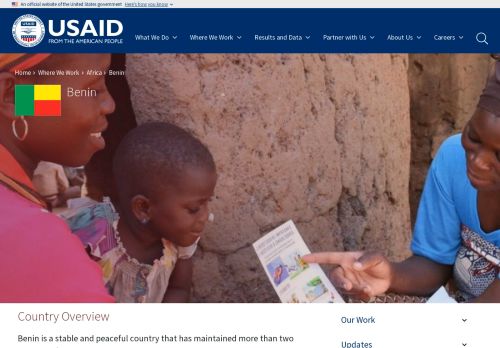 An official website of the United States government Here's how you know
USAID
FROM THE AMERICAN PEOPLE
What We Do
Where We Work
Results and Data
Partner with Us
About Us
Careers
Home › Where We Work › Africa › Benin
Benin
Country Overview
Benin is a stable and peaceful country that has maintained more than two
Our Work
Updates